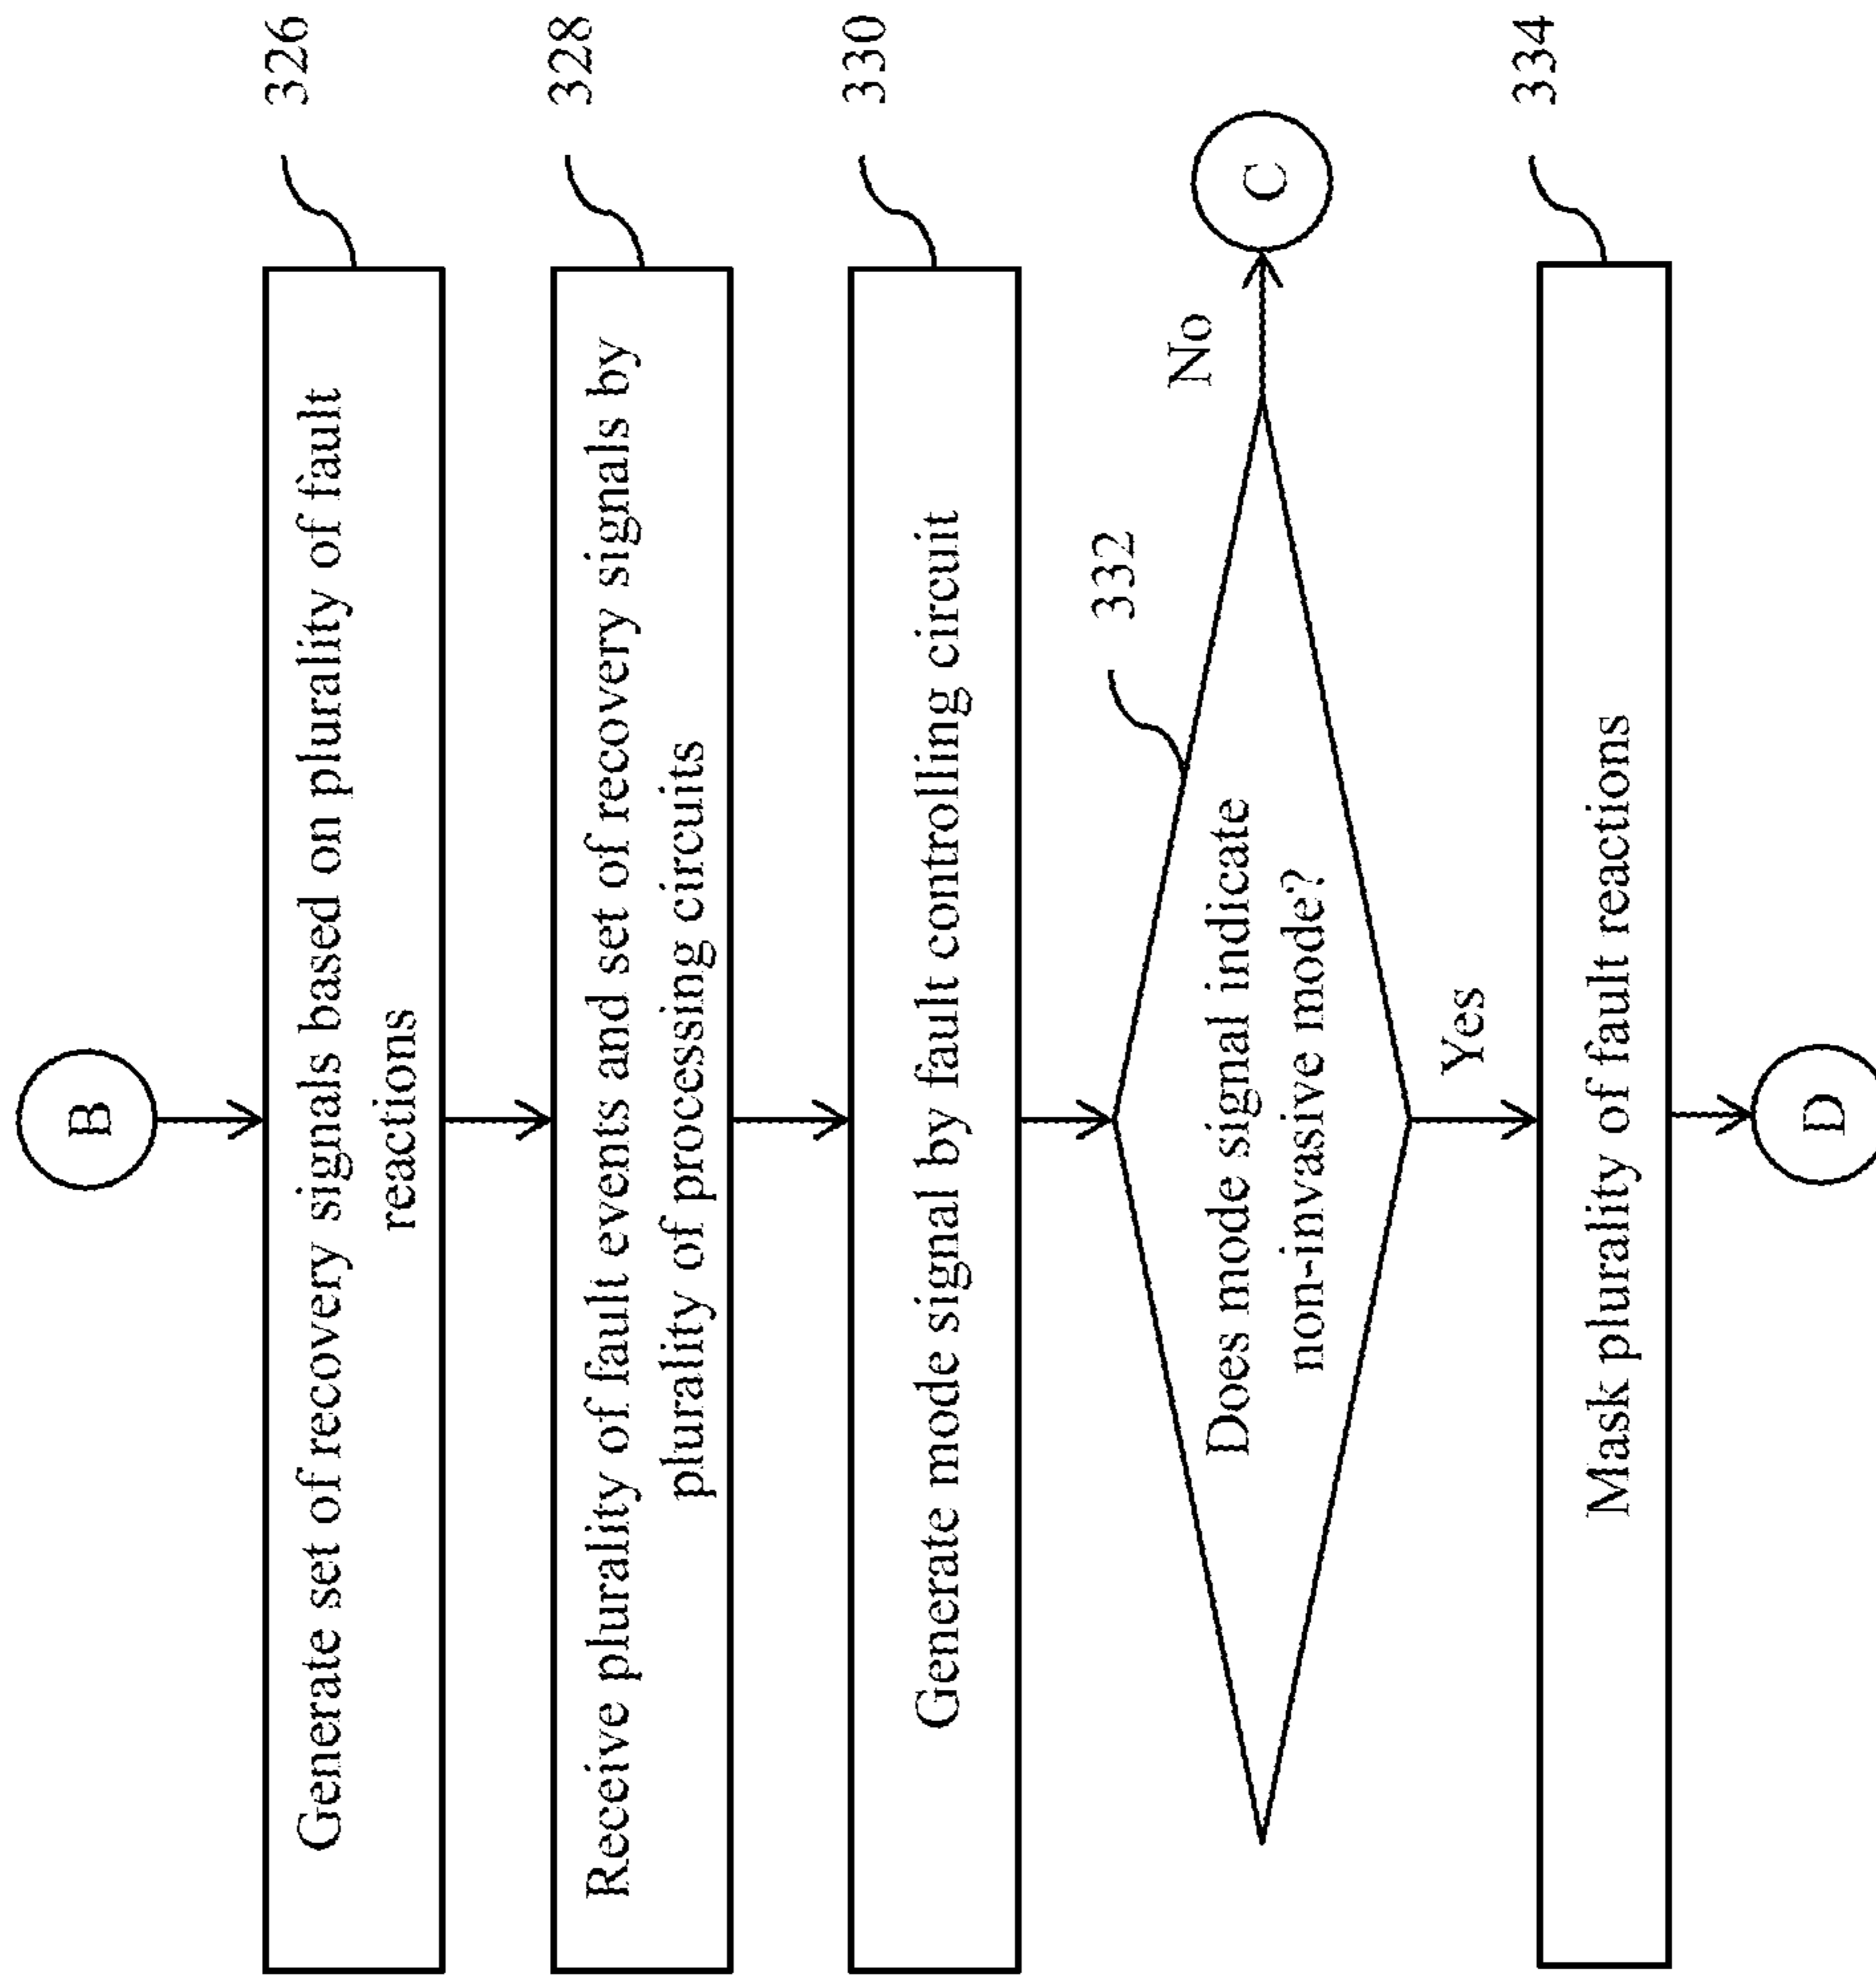 B
326
Generate set of recovery signals based on plurality of fault
reactions
328
Receive plurality of fault events and set of recovery signals by
plurality of processing circuits
330
Generate mode signal by fault controlling circuit
332
Does mode signal indicate
non-invasive mode?
No
C
Yes
334
Mask plurality of fault reactions
D